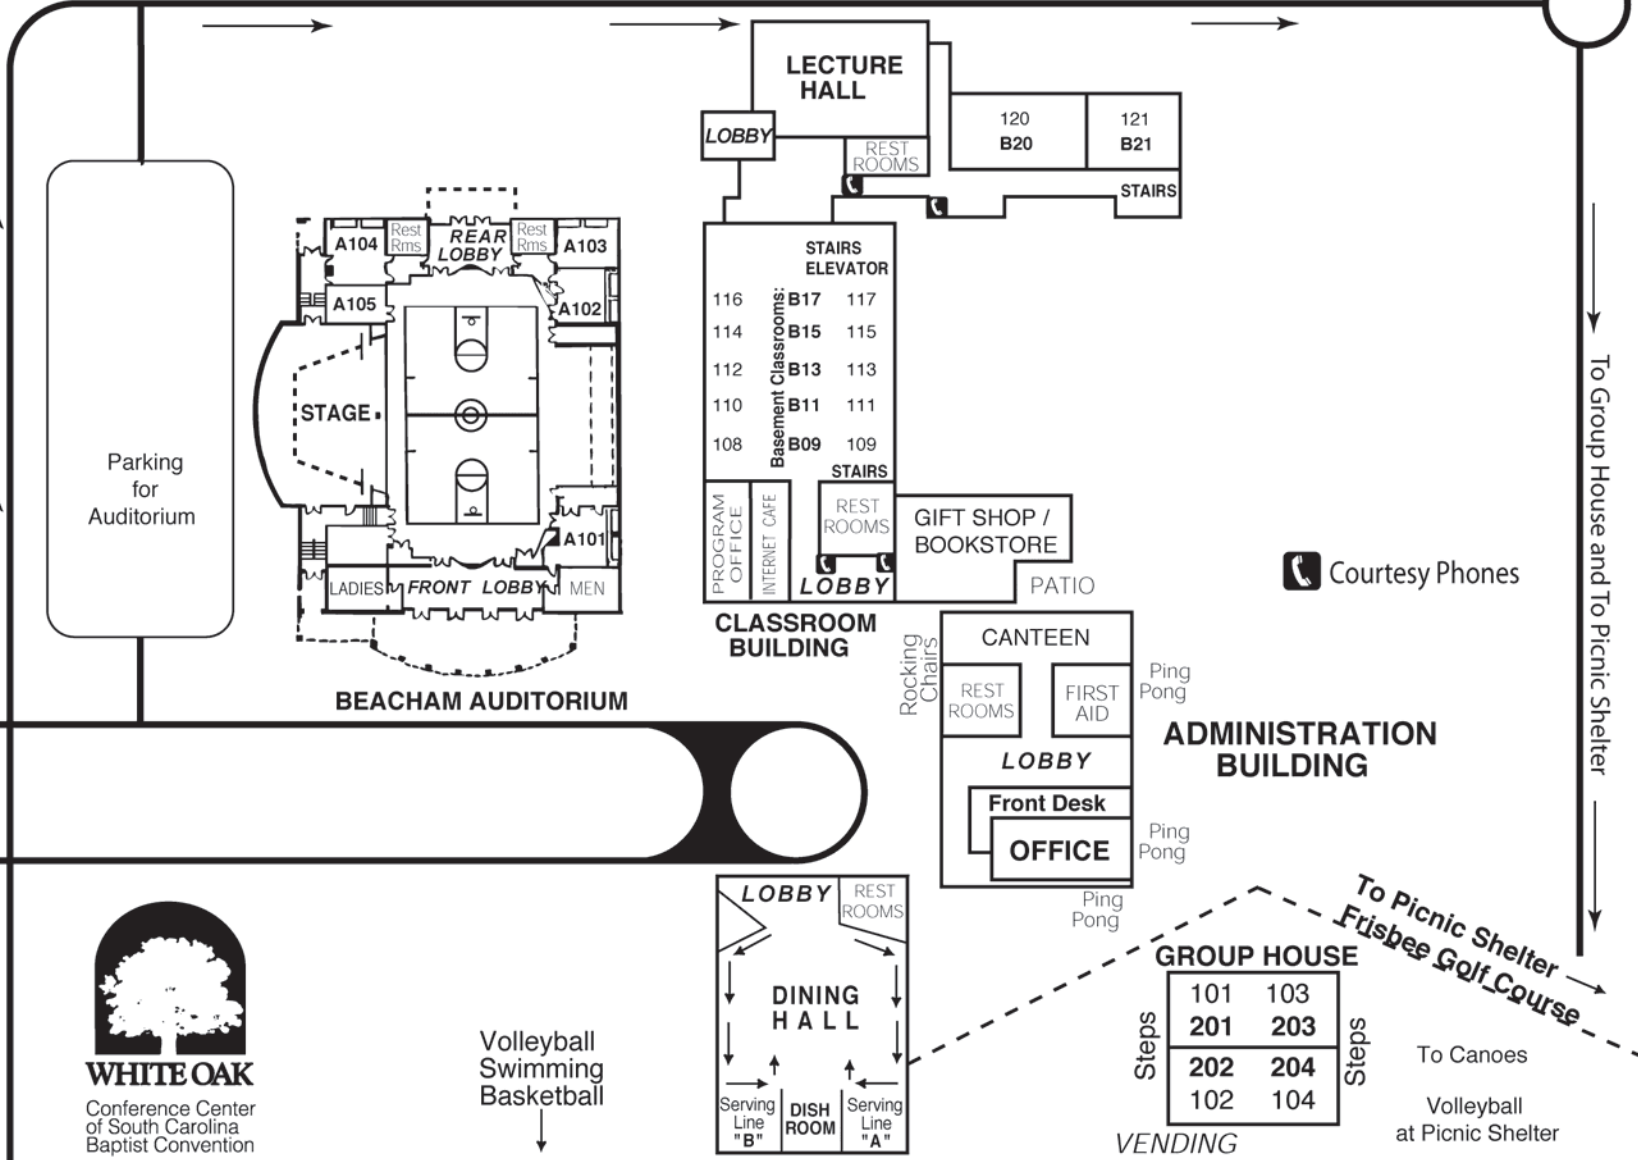 LECTURE
HALL
LOBBY
REST
ROOMS
120
B20
121
B21
STAIRS
A104
Rest
Rms
REAR
LOBBY
Rest
Rms
A103
A105
A102
STAGE
A101
LADIES
FRONT LOBBY
MEN
BEACHAM AUDITORIUM
Parking
for
Auditorium
STAIRS
ELEVATOR
Basement Classrooms:
116 B17 117
114 B15 115
112 B13 113
110 B11 111
108 B09 109
STAIRS
PROGRAM
OFFICE
INTERNET CAFE
REST
ROOMS
LOBBY
GIFT SHOP /
BOOKSTORE
PATIO
CLASSROOM
BUILDING
Courtesy Phones
To Group House and To Picnic Shelter
CANTEEN
Rocking
Chairs
REST
ROOMS
FIRST
AID
Ping
Pong
LOBBY
Front Desk
OFFICE
Ping
Pong
Ping
Pong
ADMINISTRATION
BUILDING
LOBBY
REST
ROOMS
DINING
HALL
Serving
Line
"B"
DISH
ROOM
Serving
Line
"A"
To Picnic Shelter
Frisbee Golf Course
GROUP HOUSE
101 103
201 203
202 204
102 104
Steps
Steps
VENDING
To Canoes
Volleyball
at Picnic Shelter
Volleyball
Swimming
Basketball
WHITE OAK
Conference Center
of South Carolina
Baptist Convention